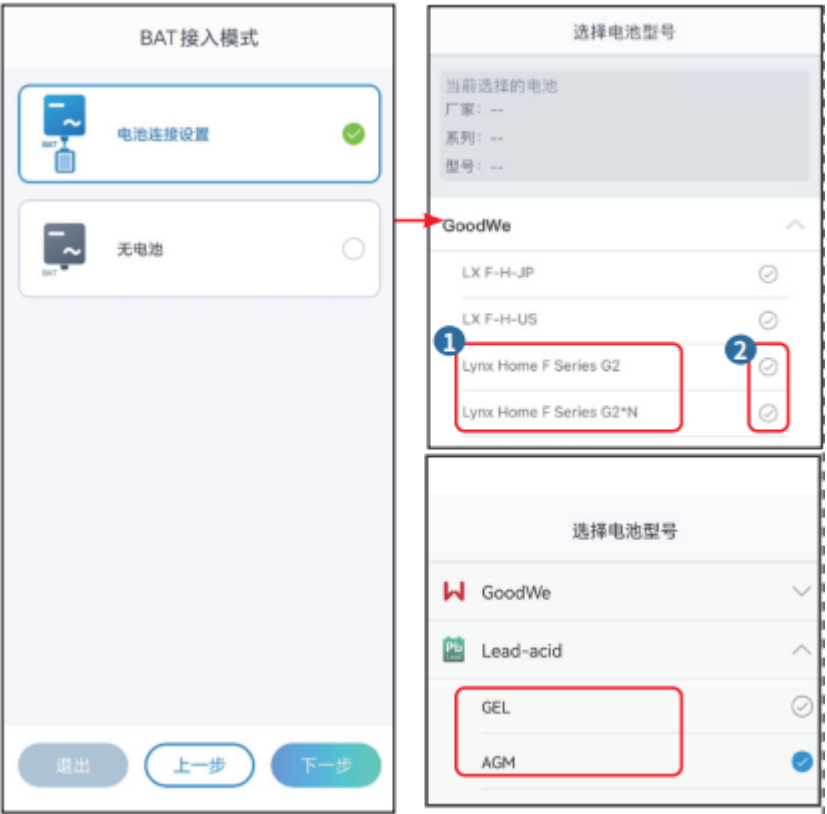 BAT接入模式
电池连接设置
BAT
无电池
BAT
退出
上一步
下一步
选择电池型号
当前选择的电池
厂家: --
系列: --
型号: --
GoodWe
LX F-H-JP
LX F-H-US
1
2
Lynx Home F Series G2
Lynx Home F Series G2*N
选择电池型号
GoodWe
Pb
Lead-acid
GEL
AGM